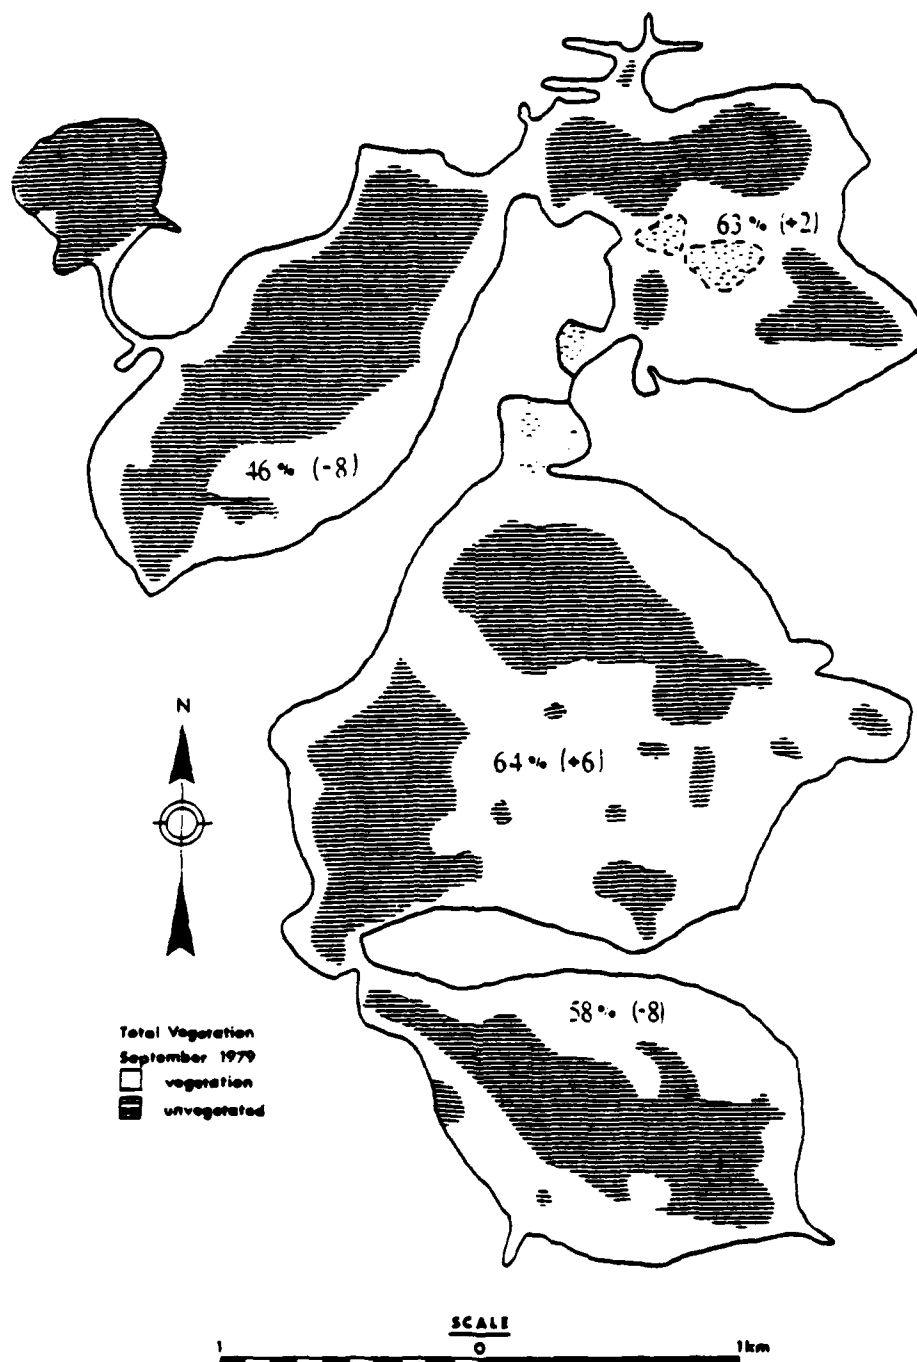 63% (+2)
46% (-8)
N
64% (+6)
58% (-8)
Total Vegetation
September 1979
vegetation
unvegetated
SCALE
1 0 1km